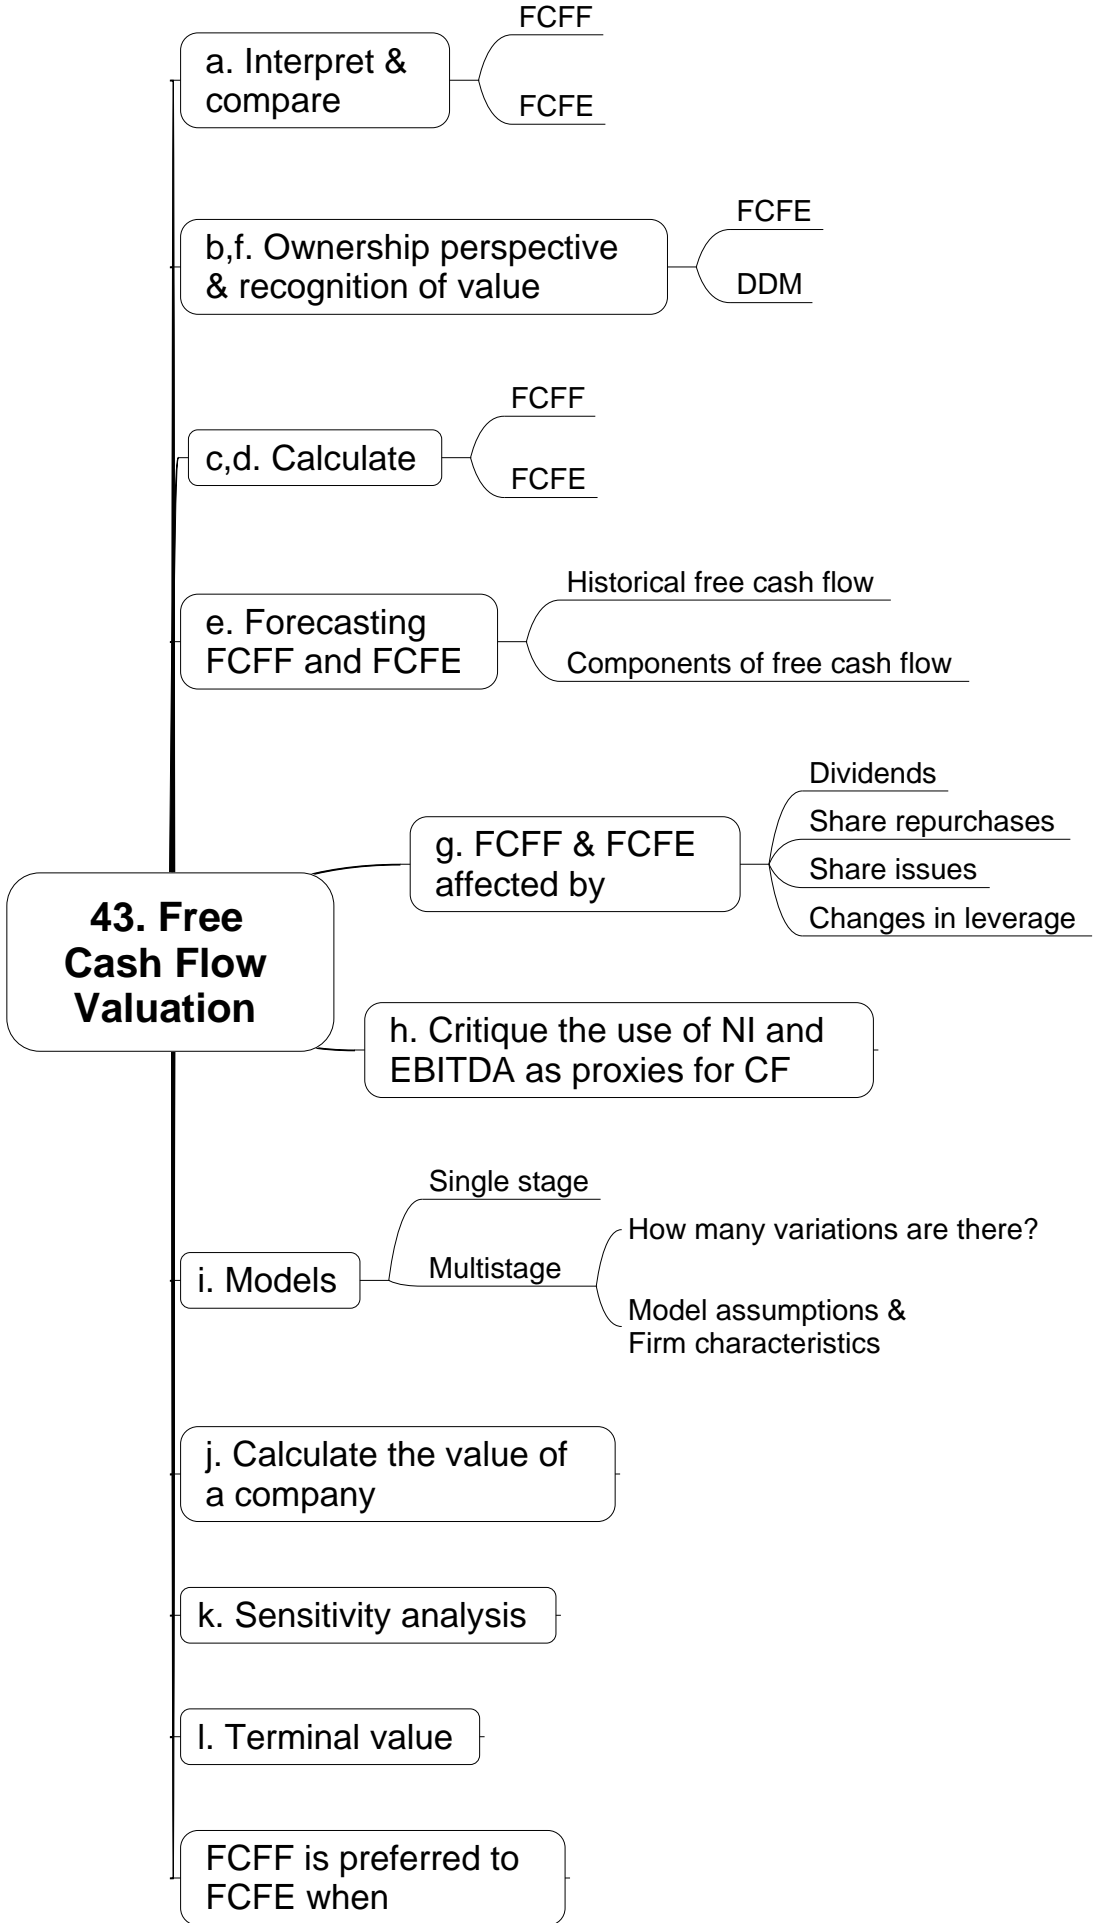 FCFF
a. Interpret &
compare
FCFE
FCFE
b,f. Ownership perspective
& recognition of value
DDM
FCFF
c,d. Calculate
FCFE
Historical free cash flow
e. Forecasting
FCFF and FCFE
Components of free cash flow
Dividends
g. FCFF & FCFE
affected by
Share repurchases
Share issues
Changes in leverage
43. Free
Cash Flow
Valuation
h. Critique the use of NI and
EBITDA as proxies for CF
Single stage
i. Models
Multistage
How many variations are there?
Model assumptions &
Firm characteristics
j. Calculate the value of
a company
k. Sensitivity analysis
l. Terminal value
FCFF is preferred to
FCFE when